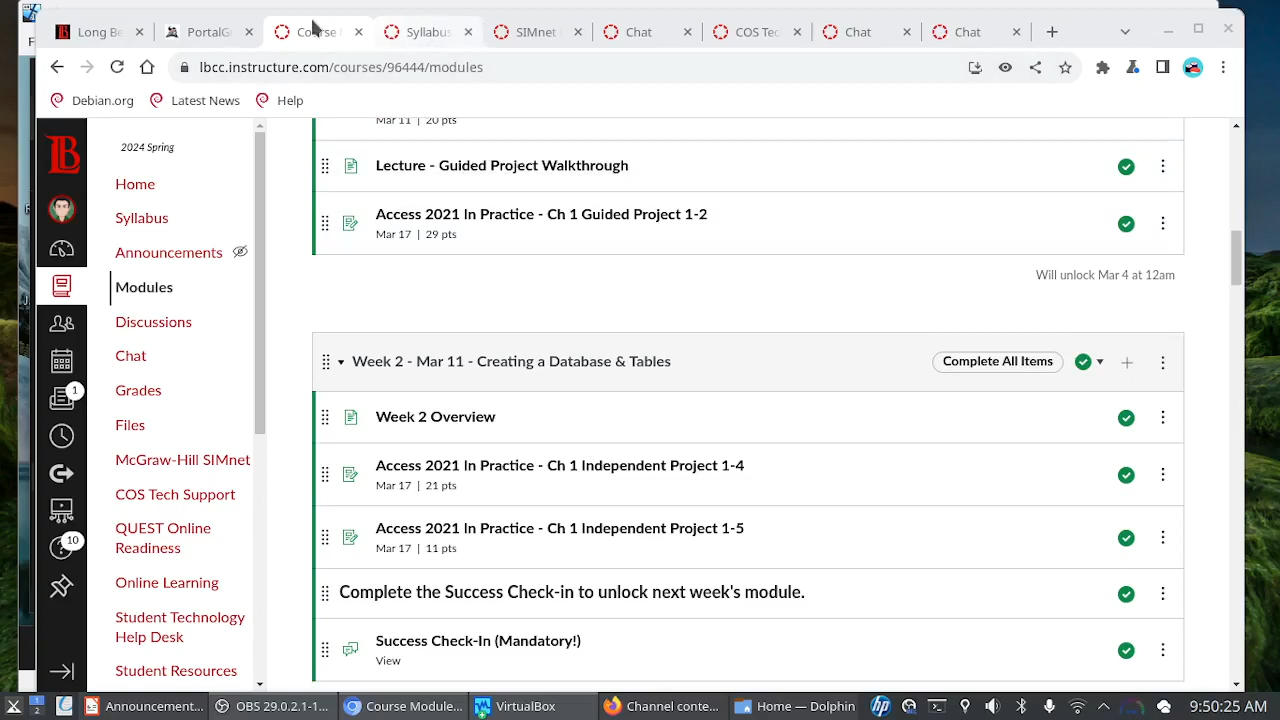 Long Be
PortalG
Course
Syllabus
SIMnet
Chat
COS Tec
Chat
Chat
lbcc.instructure.com/courses/96444/modules
Debian.org
Latest News
Help
2024 Spring
Home
Syllabus
Announcements
Modules
Discussions
Chat
Grades
Files
McGraw-Hill SIMnet
COS Tech Support
QUEST Online
Readiness
Online Learning
Student Technology
Help Desk
Student Resources
1
10
Mar 11 | 20 pts
Lecture - Guided Project Walkthrough
Access 2021 In Practice - Ch 1 Guided Project 1-2
Mar 17 | 29 pts
Will unlock Mar 4 at 12am
Week 2 - Mar 11 - Creating a Database & Tables
Complete All Items
Week 2 Overview
Access 2021 In Practice - Ch 1 Independent Project 1-4
Mar 17 | 21 pts
Access 2021 In Practice - Ch 1 Independent Project 1-5
Mar 17 | 11 pts
Complete the Success Check-in to unlock next week's module.
Success Check-In (Mandatory!)
View
1
2
Announcement...
OBS 29.0.2.1-1...
Course Module...
VirtualBox
Channel conte...
Home — Dolphin
9:50:25 AM